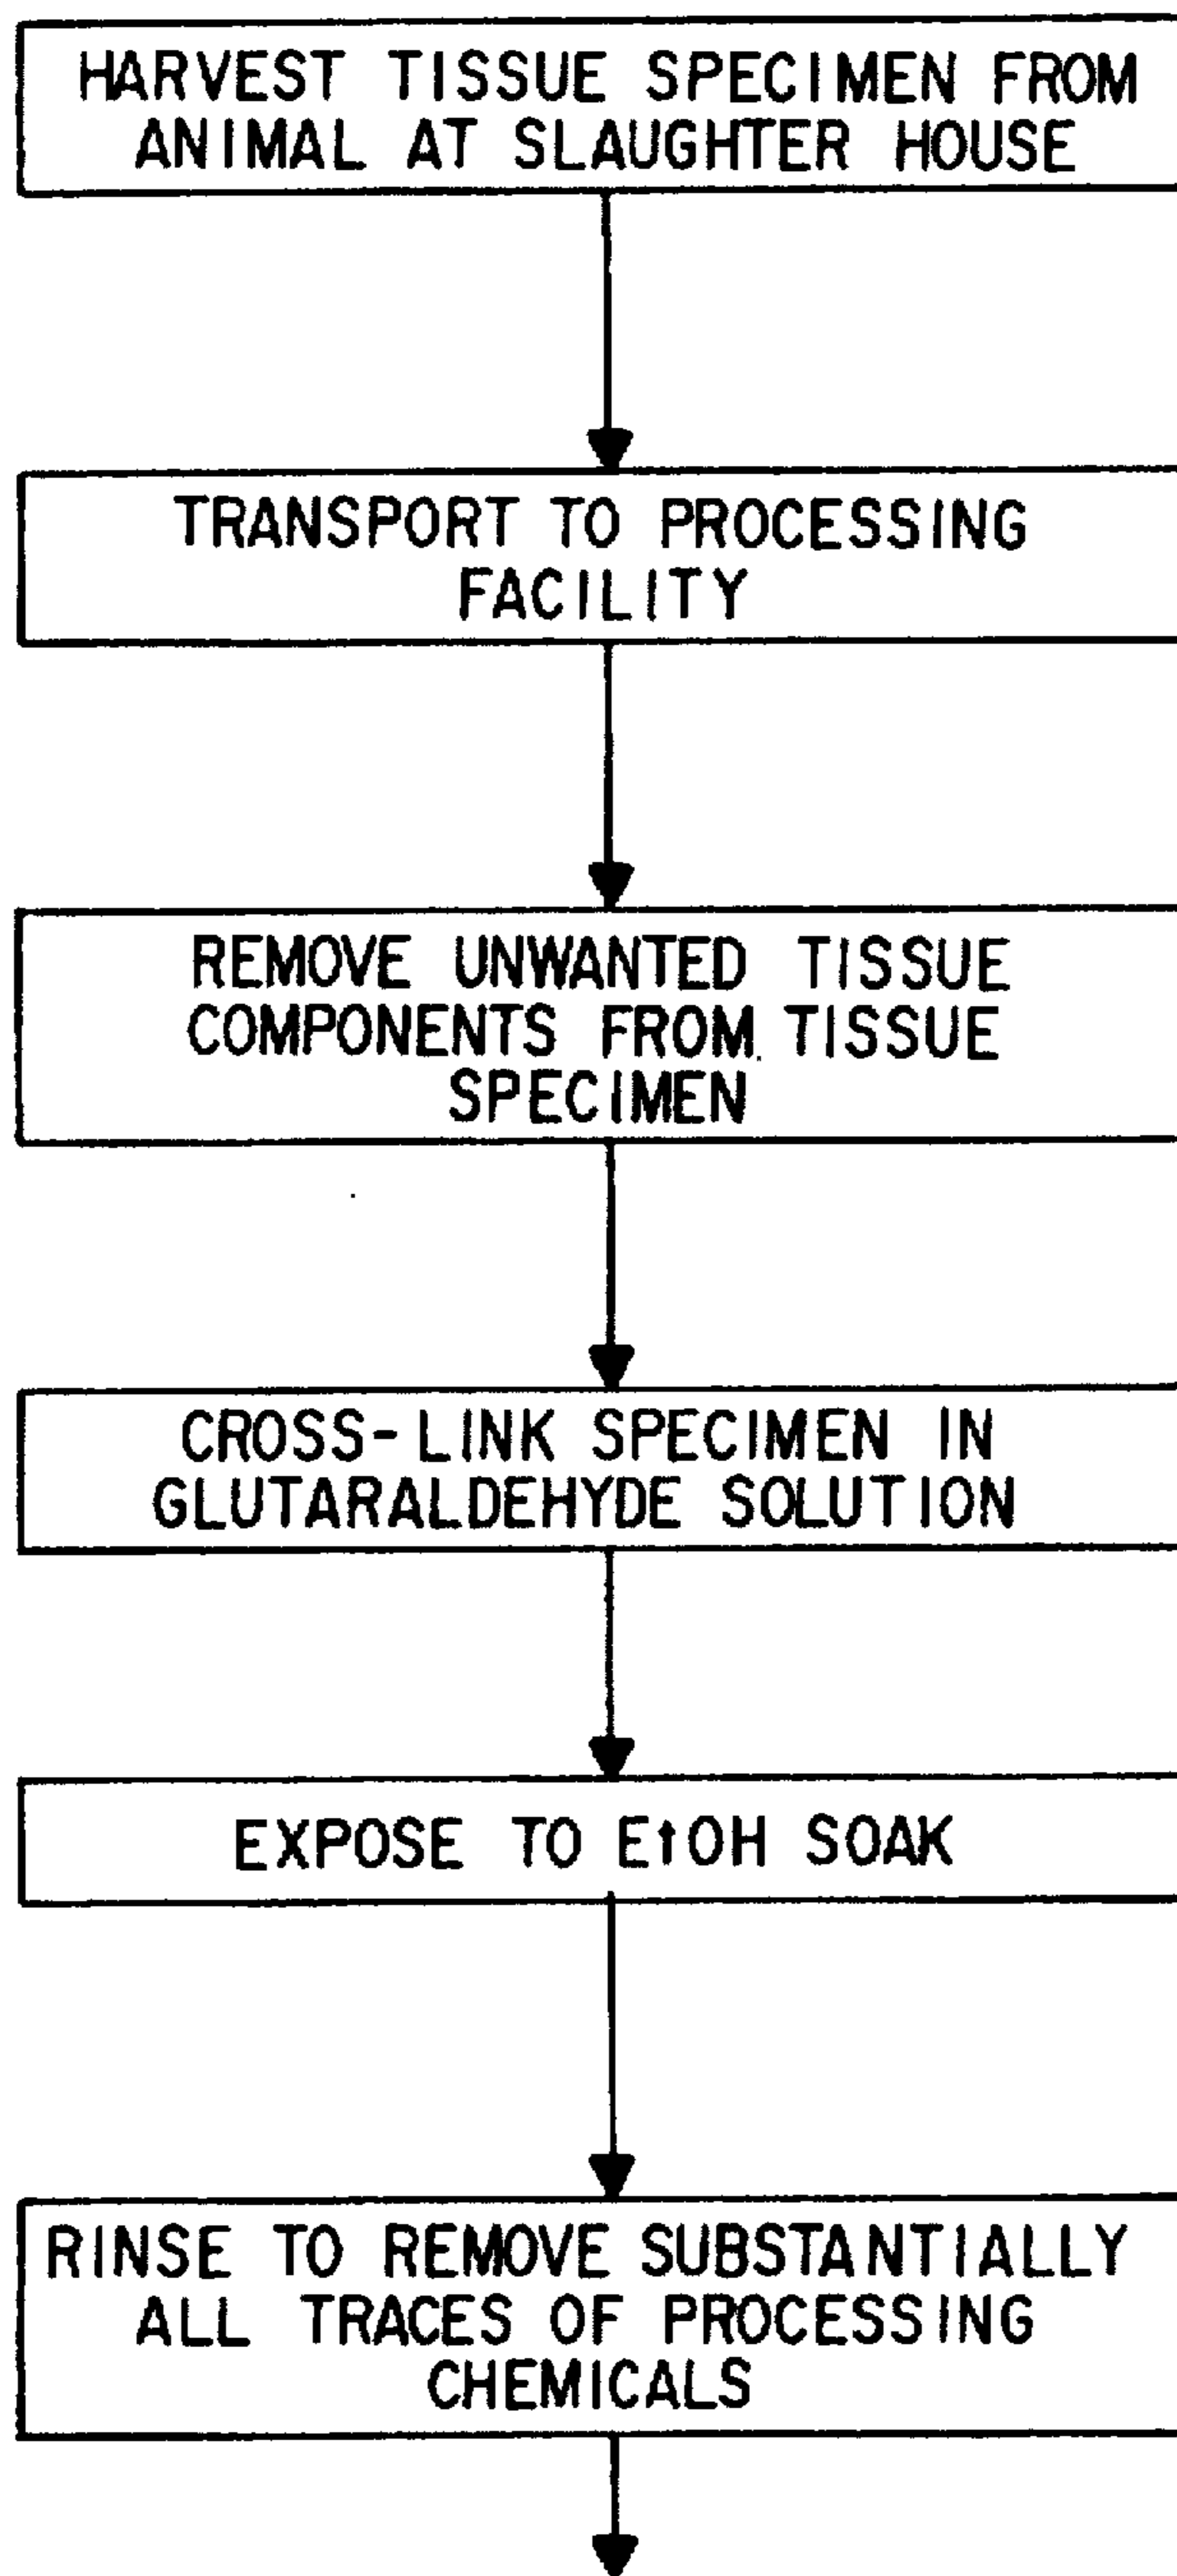 HARVEST TISSUE SPECIMEN FROM
ANIMAL AT SLAUGHTER HOUSE
TRANSPORT TO PROCESSING
FACILITY
REMOVE UNWANTED TISSUE
COMPONENTS FROM TISSUE
SPECIMEN
CROSS-LINK SPECIMEN IN
GLUTARALDEHYDE SOLUTION
EXPOSE TO EtOH SOAK
RINSE TO REMOVE SUBSTANTIALLY
ALL TRACES OF PROCESSING
CHEMICALS